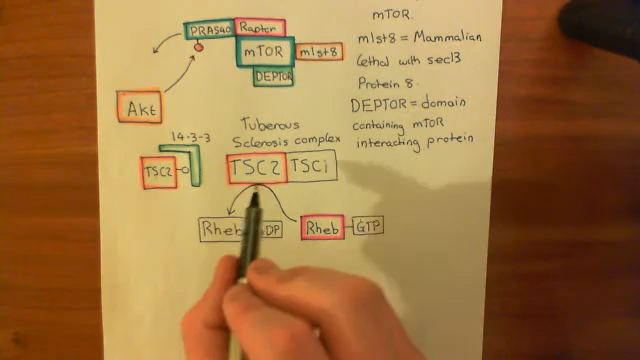 mTOR.
mlst8 = Mammalian
lethal with sec13
Protein 8.
DEPTOR = domain
containing mTOR
interacting protein
PRAS40 Raptor
mTOR mlst8
DEPTOR
Akt
14-3-3
TSC2
Tuberous
Sclerosis complex
TSC2 TSC1
Rheb DP
Rheb GTP